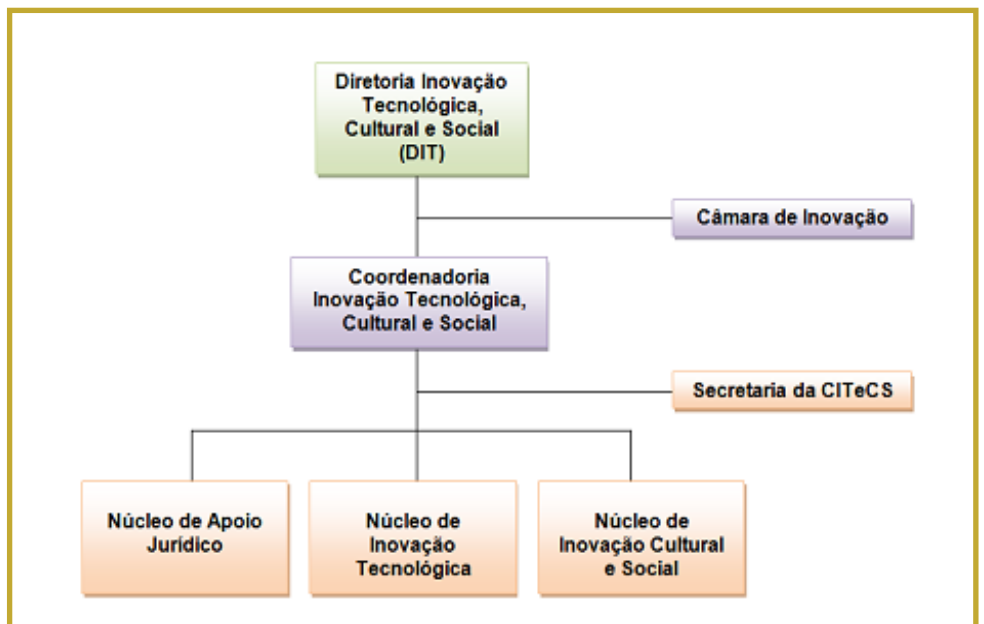 Diretoria Inovação
Tecnológica,
Cultural e Social
(DIT)
Câmara de Inovação
Coordenadoria
Inovação Tecnológica,
Cultural e Social
Secretaria da CITeCS
Núcleo de Apoio
Jurídico
Núcleo de
Inovação
Tecnológica
Núcleo de
Inovação Cultural
e Social